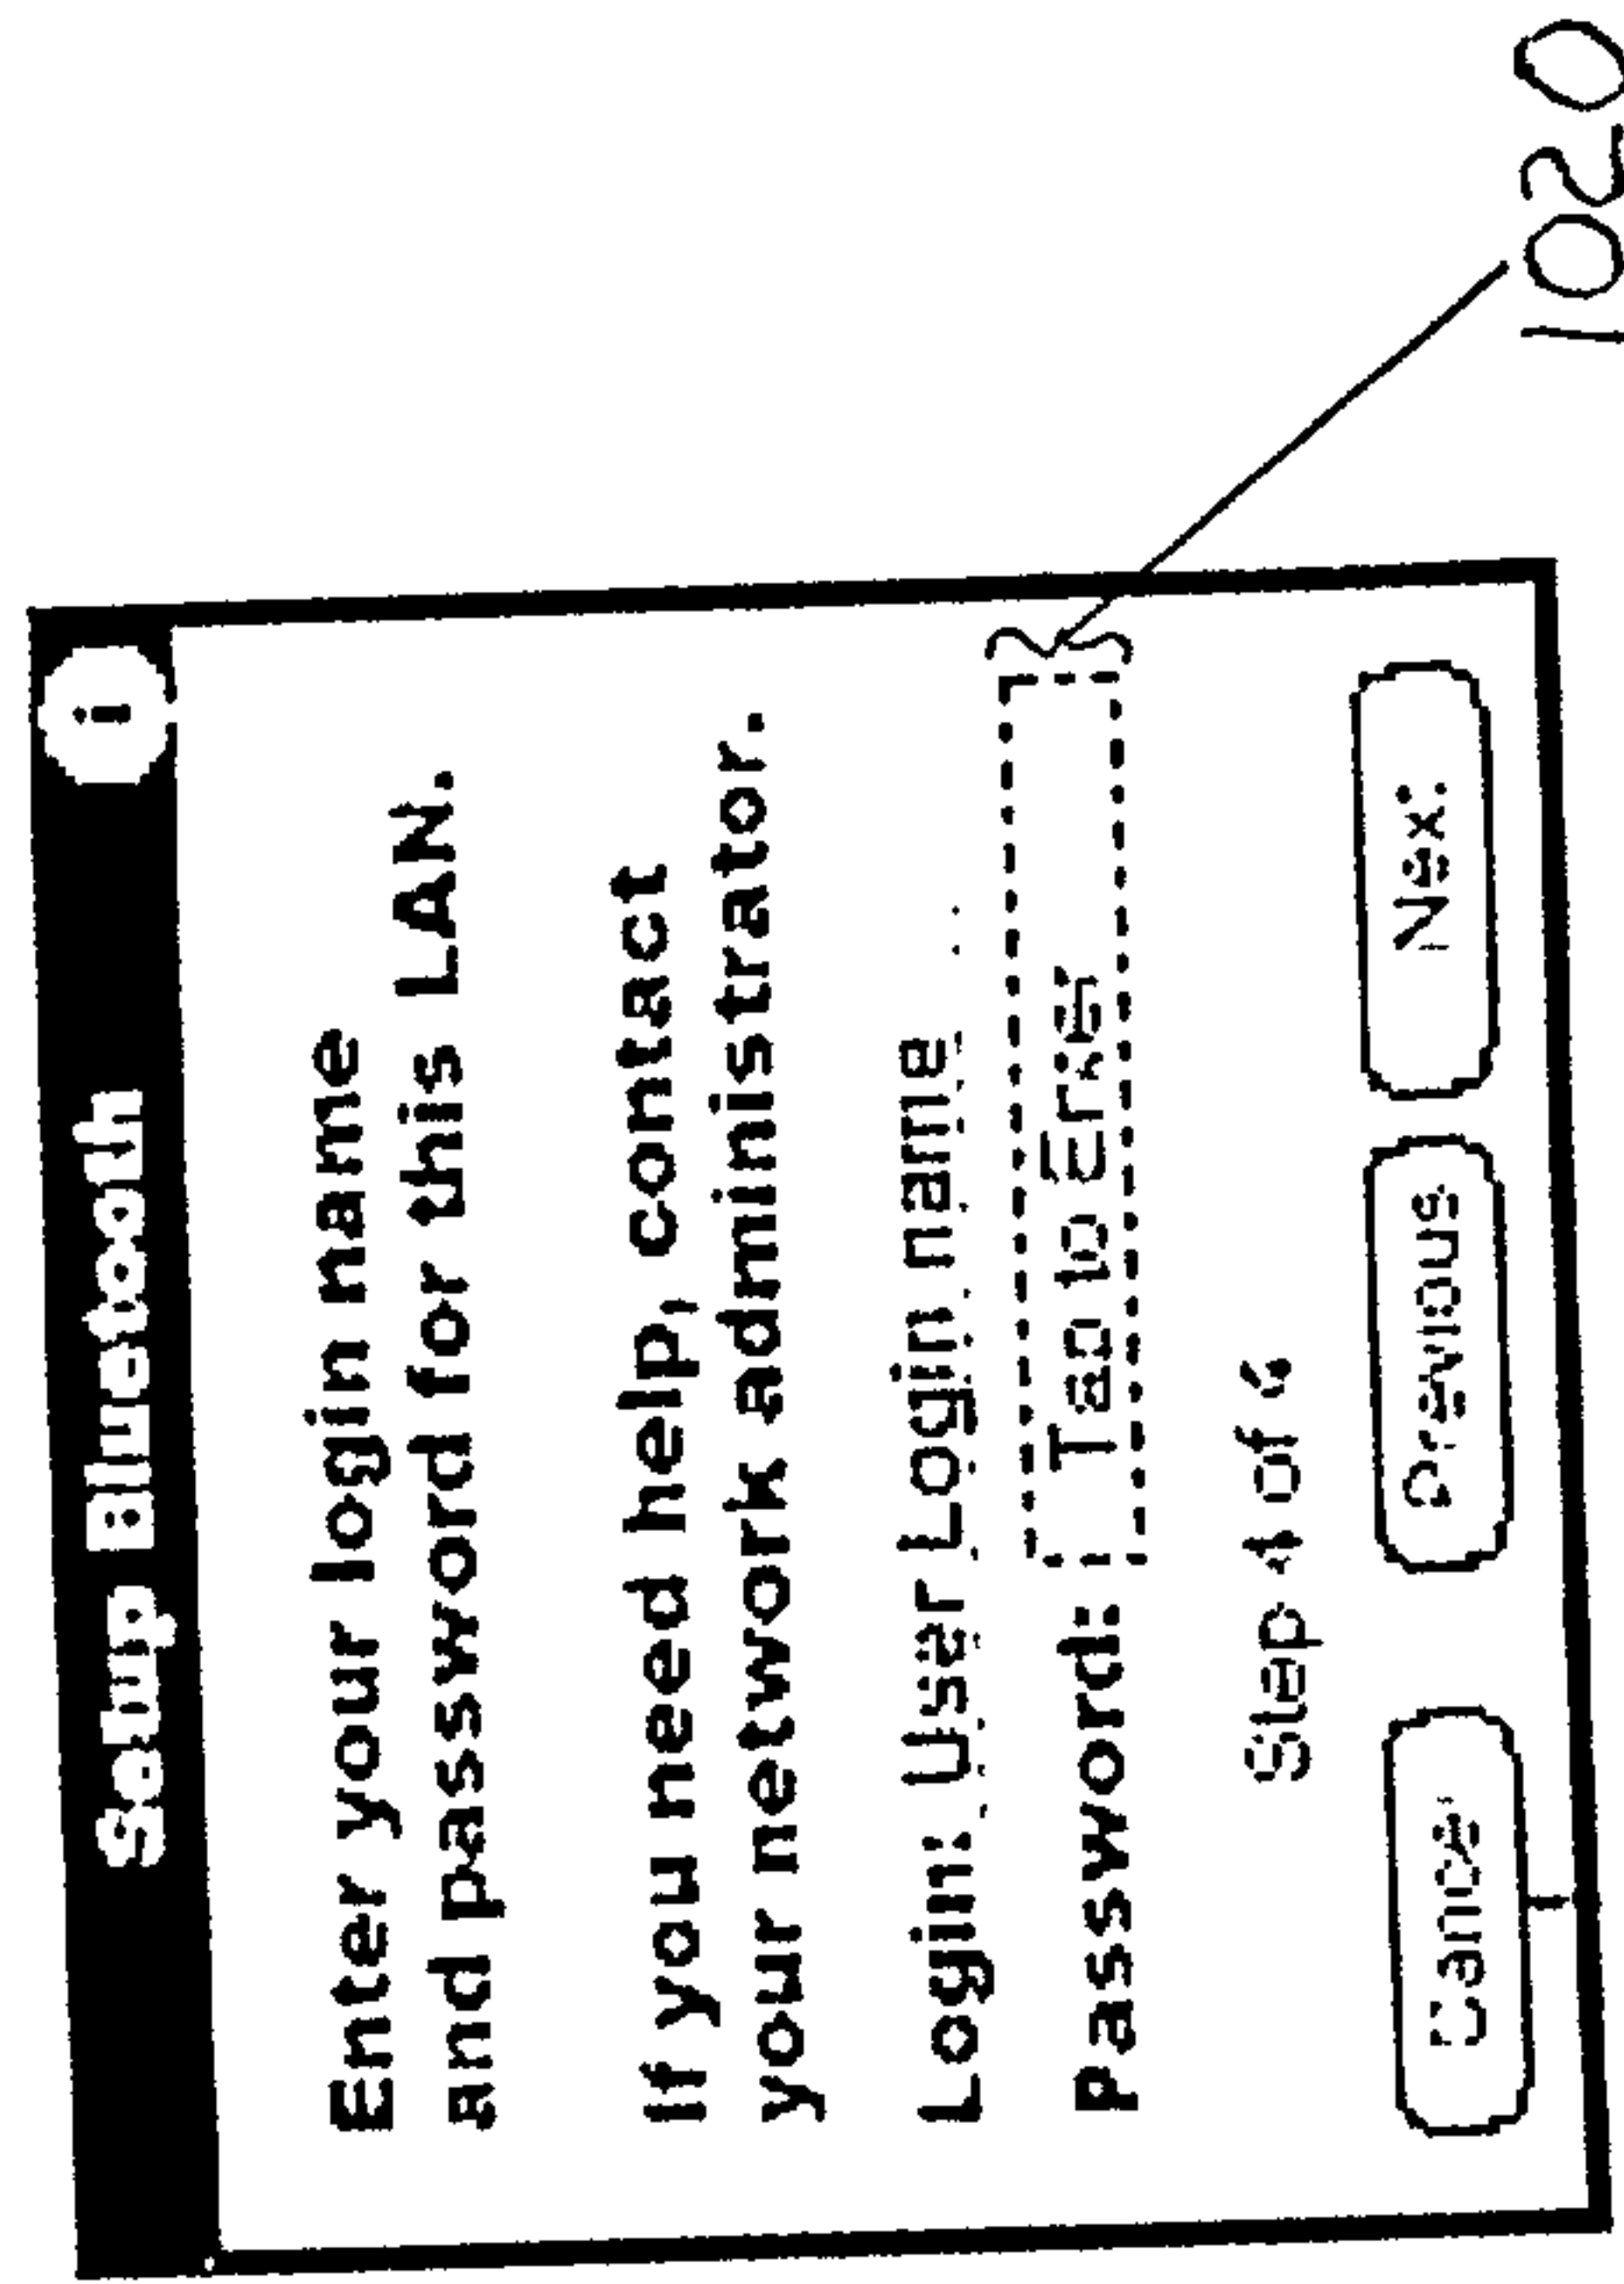 Setup Bluetooth i
Enter your login name
and password for this LAN.
If you need help, contact
your network administrator.
Login: User Login name
Password: Tap to Enter
Step 4 of 6
Cancel Previous Next
1020